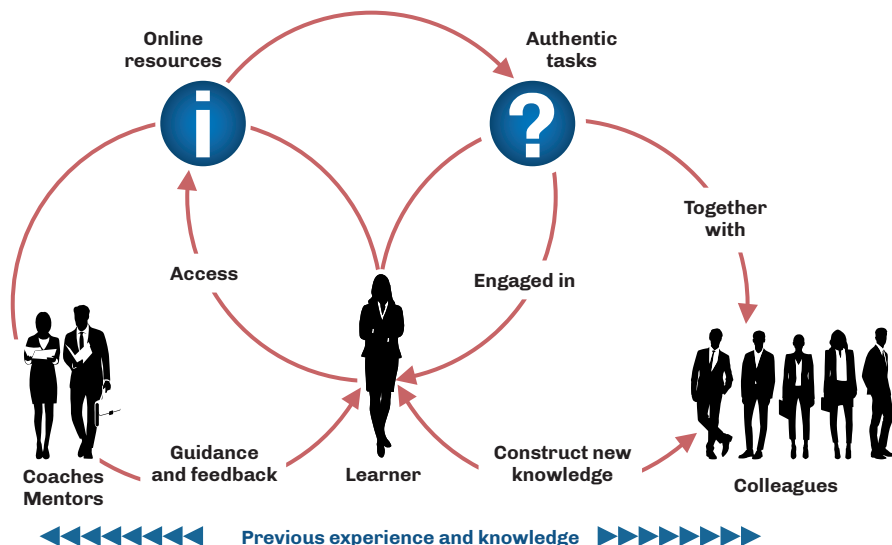 Online
resources
Authentic
tasks
i
?
Together
with
Access
Engaged in
Guidance
and feedback
Construct new
knowledge
Coaches
Mentors
Learner
Colleagues
Previous experience and knowledge